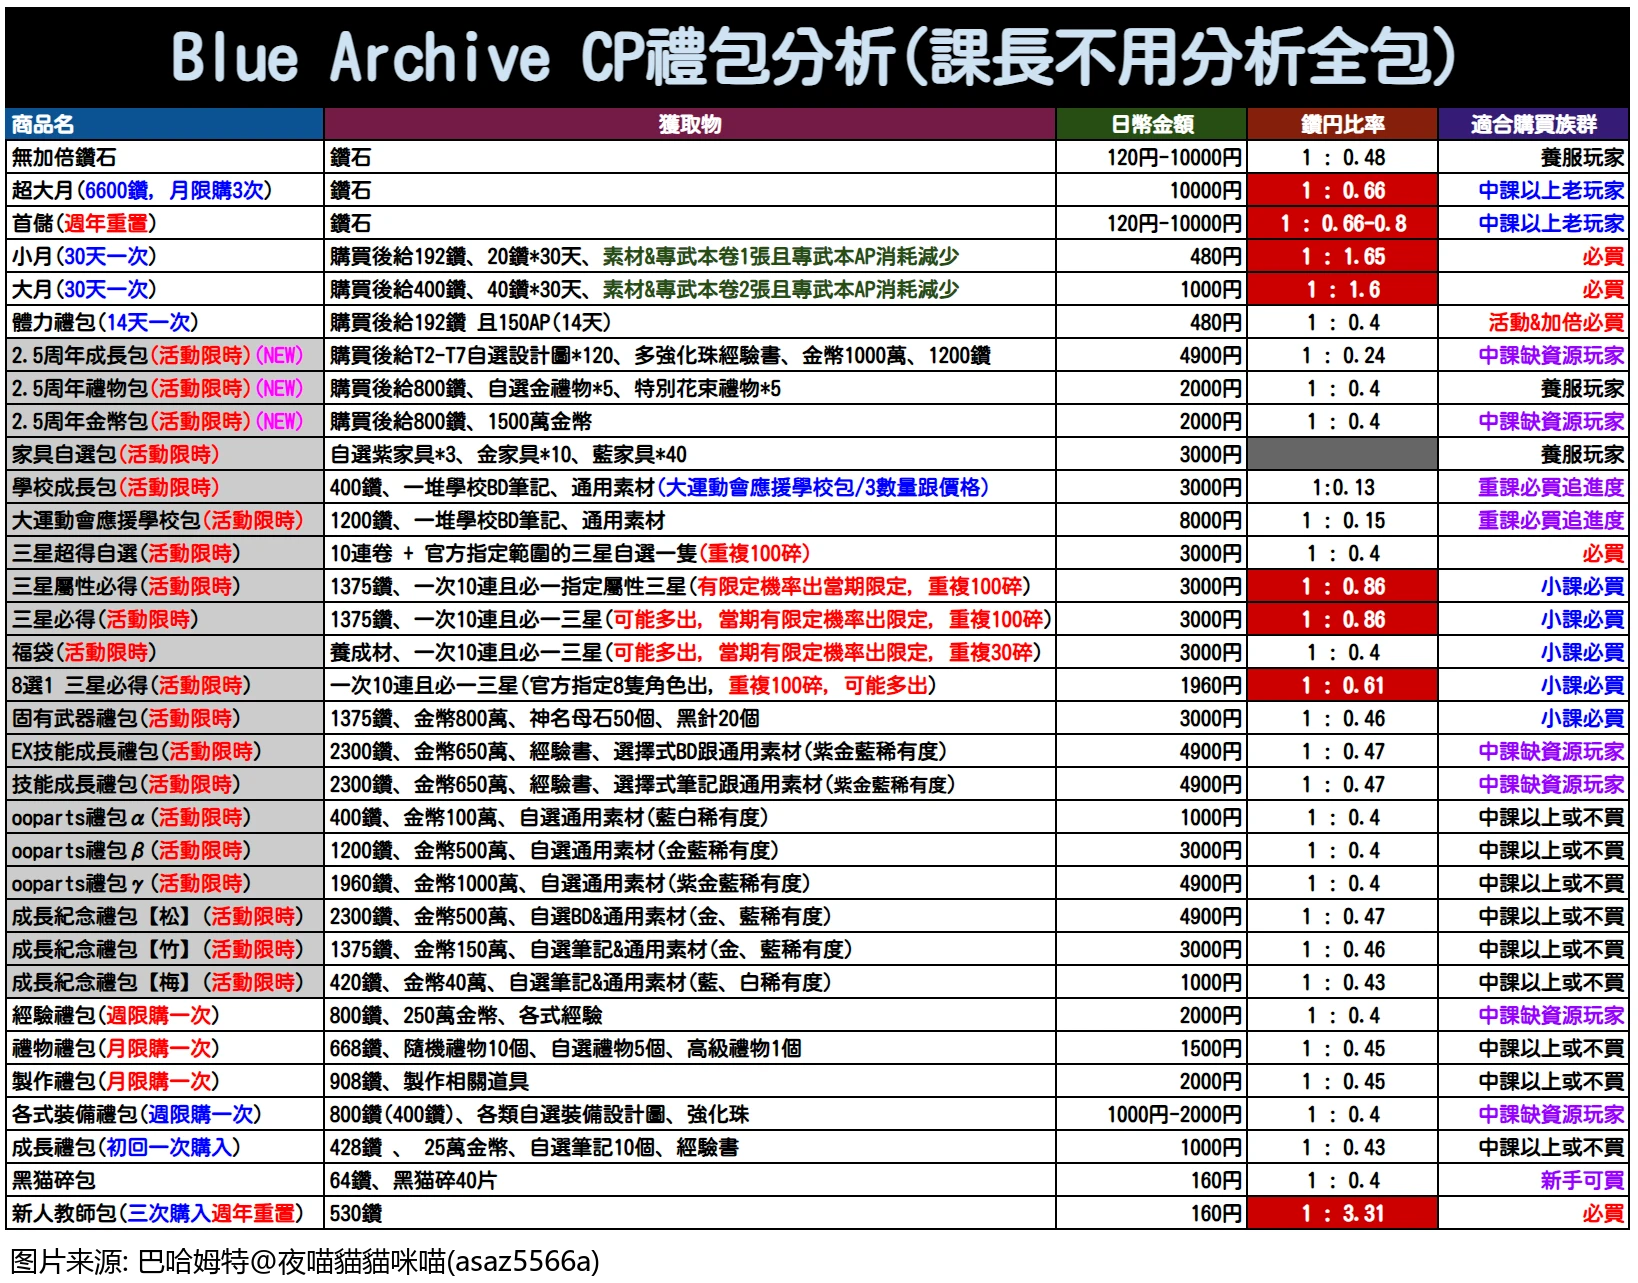 Blue Archive CP禮包分析(課長不用分析全包)
商品名 獲取物 日幣金額 鑽円比率 適合購買族群
無加倍鑽石 鑽石 120円-10000円 1 : 0.48 養服玩家
超大月(6600鑽, 月限購3次) 鑽石 10000円 1 : 0.66 中課以上老玩家
首儲(週年重置) 鑽石 120円-10000円 1 : 0.66-0.8 中課以上老玩家
小月(30天一次) 購買後給192鑽、20鑽*30天、素材&專武本卷1張且專武本AP消耗減少 480円 1 : 1.65 必買
大月(30天一次) 購買後給400鑽、40鑽*30天、素材&專武本卷2張且專武本AP消耗減少 1000円 1 : 1.6 必買
體力禮包(14天一次) 購買後給192鑽 且150AP(14天) 480円 1 : 0.4 活動&加倍必買
2.5周年成長包(活動限時)(NEW) 購買後給T2-T7自選設計圖*120、多強化珠經驗書、金幣1000萬、1200鑽 4900円 1 : 0.24 中課缺資源玩家
2.5周年禮物包(活動限時)(NEW) 購買後給800鑽、自選金禮物*5、特別花束禮物*5 2000円 1 : 0.4 養服玩家
2.5周年金幣包(活動限時)(NEW) 購買後給800鑽、1500萬金幣 2000円 1 : 0.4 中課缺資源玩家
家具自選包(活動限時) 自選紫家具*3、金家具*10、藍家具*40 3000円 養服玩家
學校成長包(活動限時) 400鑽、一堆學校BD筆記、通用素材(大運動會應援學校包/3數量跟價格) 3000円 1:0.13 重課必買追進度
大運動會應援學校包(活動限時) 1200鑽、一堆學校BD筆記、通用素材 8000円 1 : 0.15 重課必買追進度
三星超得自選(活動限時) 10連卷 + 官方指定範圍的三星自選一隻(重複100碎) 3000円 1 : 0.4 必買
三星屬性必得(活動限時) 1375鑽、一次10連且必一指定屬性三星(有限定機率出當期限定, 重複100碎) 3000円 1 : 0.86 小課必買
三星必得(活動限時) 1375鑽、一次10連且必一三星(可能多出, 當期有限定機率出限定, 重複100碎) 3000円 1 : 0.86 小課必買
福袋(活動限時) 養成材、一次10連且必一三星(可能多出, 當期有限定機率出限定, 重複30碎) 3000円 1 : 0.4 小課必買
8選1 三星必得(活動限時) 一次10連且必一三星(官方指定8隻角色出, 重複100碎, 可能多出) 1960円 1 : 0.61 小課必買
固有武器禮包(活動限時) 1375鑽、金幣800萬、神名母石50個、黑針20個 3000円 1 : 0.46 小課必買
EX技能成長禮包(活動限時) 2300鑽、金幣650萬、經驗書、選擇式BD跟通用素材(紫金藍稀有度) 4900円 1 : 0.47 中課缺資源玩家
技能成長禮包(活動限時) 2300鑽、金幣650萬、經驗書、選擇式筆記跟通用素材(紫金藍稀有度) 4900円 1 : 0.47 中課缺資源玩家
ooparts禮包α(活動限時) 400鑽、金幣100萬、自選通用素材(藍白稀有度) 1000円 1 : 0.4 中課以上或不買
ooparts禮包β(活動限時) 1200鑽、金幣500萬、自選通用素材(金藍稀有度) 3000円 1 : 0.4 中課以上或不買
ooparts禮包γ(活動限時) 1960鑽、金幣1000萬、自選通用素材(紫金藍稀有度) 4900円 1 : 0.4 中課以上或不買
成長紀念禮包【松】(活動限時) 2300鑽、金幣500萬、自選BD&通用素材(金、藍稀有度) 4900円 1 : 0.47 中課以上或不買
成長紀念禮包【竹】(活動限時) 1375鑽、金幣150萬、自選筆記&通用素材(金、藍稀有度) 3000円 1 : 0.46 中課以上或不買
成長紀念禮包【梅】(活動限時) 420鑽、金幣40萬、自選筆記&通用素材(藍、白稀有度) 1000円 1 : 0.43 中課以上或不買
經驗禮包(週限購一次) 800鑽、250萬金幣、各式經驗 2000円 1 : 0.4 中課缺資源玩家
禮物禮包(月限購一次) 668鑽、隨機禮物10個、自選禮物5個、高級禮物1個 1500円 1 : 0.45 中課以上或不買
製作禮包(月限購一次) 908鑽、製作相關道具 2000円 1 : 0.45 中課以上或不買
各式裝備禮包(週限購一次) 800鑽(400鑽)、各類自選裝備設計圖、強化珠 1000円-2000円 1 : 0.4 中課缺資源玩家
成長禮包(初回一次購入) 428鑽 、 25萬金幣、自選筆記10個、經驗書 1000円 1 : 0.43 中課以上或不買
黑猫碎包 64鑽、黑猫碎40片 160円 1 : 0.4 新手可買
新人教師包(三次購入週年重置) 530鑽 160円 1 : 3.31 必買
图片来源: 巴哈姆特@夜喵貓貓咪喵(asaz5566a)